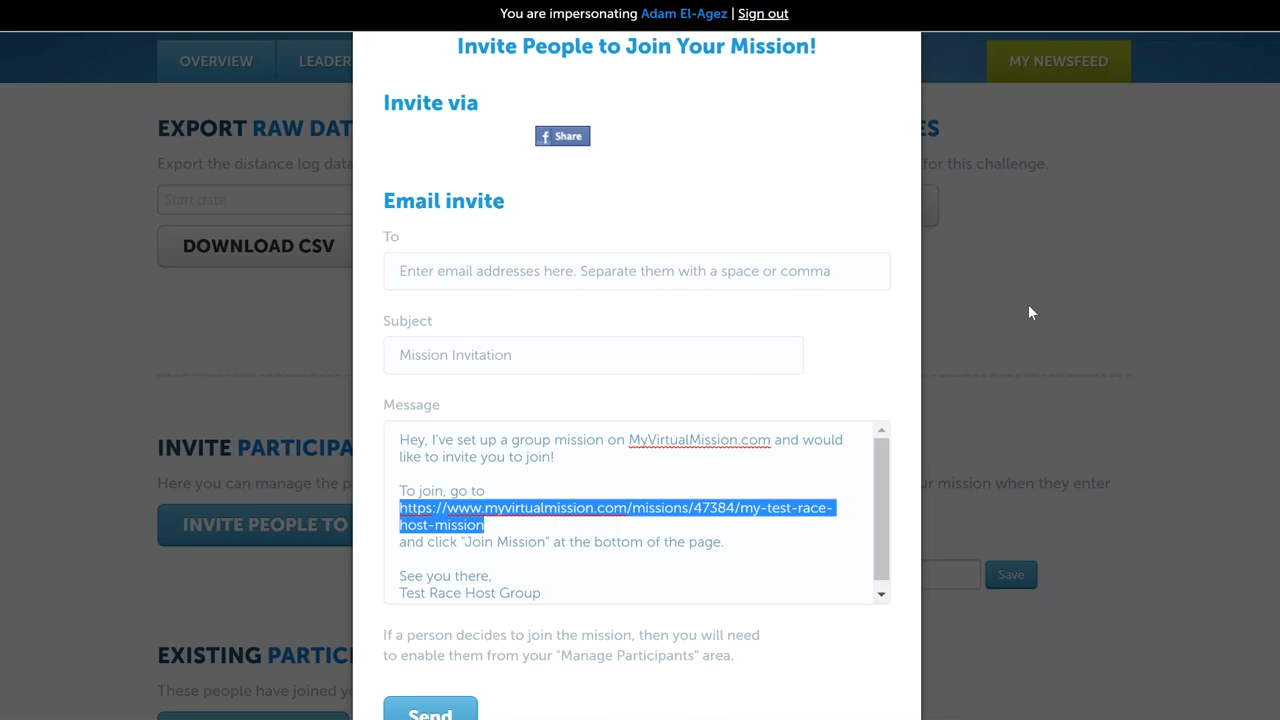 You are impersonating Adam El-Agez | Sign out
Invite People to Join Your Mission!
OVERVIEW
LEADER
MY NEWSFEED
Invite via
EXPORT RAW DAT
ES
f Share
Export the distance log data
for this challenge.
Start date
Email invite
DOWNLOAD CSV
To
Enter email addresses here. Separate them with a space or comma
Subject
Mission Invitation
Message
Hey, I've set up a group mission on MyVirtualMission.com and would
like to invite you to join!
INVITE PARTICIPA
Here you can manage the p
ur mission when they enter
To join, go to
https://www.myvirtualmission.com/missions/47384/my-test-race-
host-mission
and click "Join Mission" at the bottom of the page.
INVITE PEOPLE TO
Save
See you there,
Test Race Host Group
If a person decides to join the mission, then you will need
to enable them from your "Manage Participants" area.
EXISTING PARTIC
These people have joined yo
Send